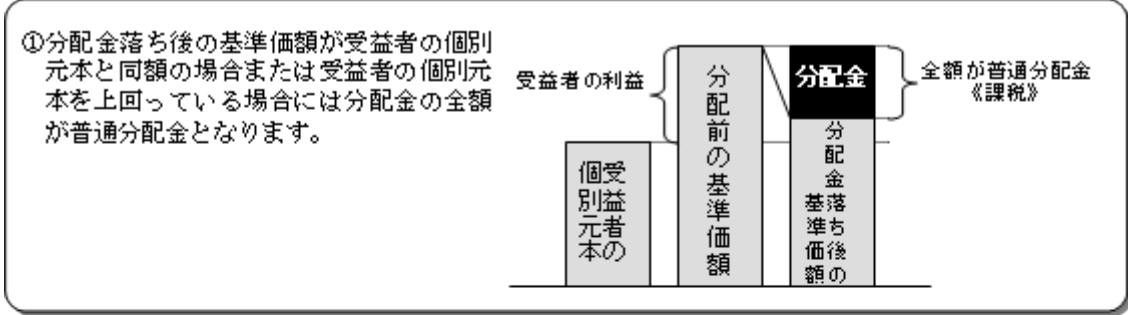 ①分配金落ち後の基準価額が受益者の個別
元本と同額の場合または受益者の個別元
本を上回っている場合には分配金の全額
が普通分配金となります。
受益者の利益
受益者の
個別元本
分配前の基準価額
分配金
分配金落ち後の
基準価額
全額が普通分配金
《課税》